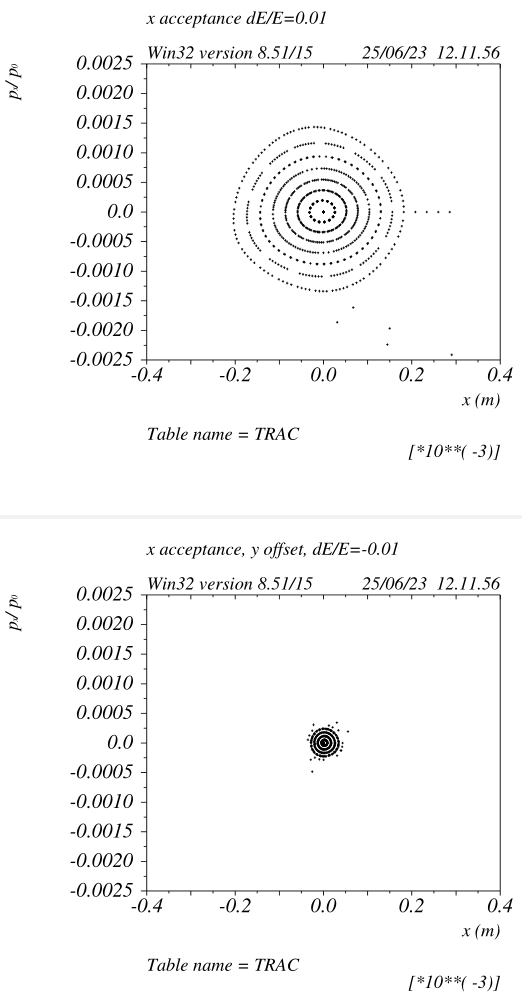 x acceptance dE/E=0.01
Win32 version 8.51/15 25/06/23 12.11.56
0.0025
0.0020
0.0015
0.0010
0.0005
0.0
-0.0005
-0.0010
-0.0015
-0.0020
-0.0025
-0.4 -0.2 0.0 0.2 0.4
x (m)
Table name = TRAC
[*10**( -3)]
x acceptance, y offset, dE/E=-0.01
Win32 version 8.51/15 25/06/23 12.11.56
0.0025
0.0020
0.0015
0.0010
0.0005
0.0
-0.0005
-0.0010
-0.0015
-0.0020
-0.0025
-0.4 -0.2 0.0 0.2 0.4
x (m)
Table name = TRAC
[*10**( -3)]